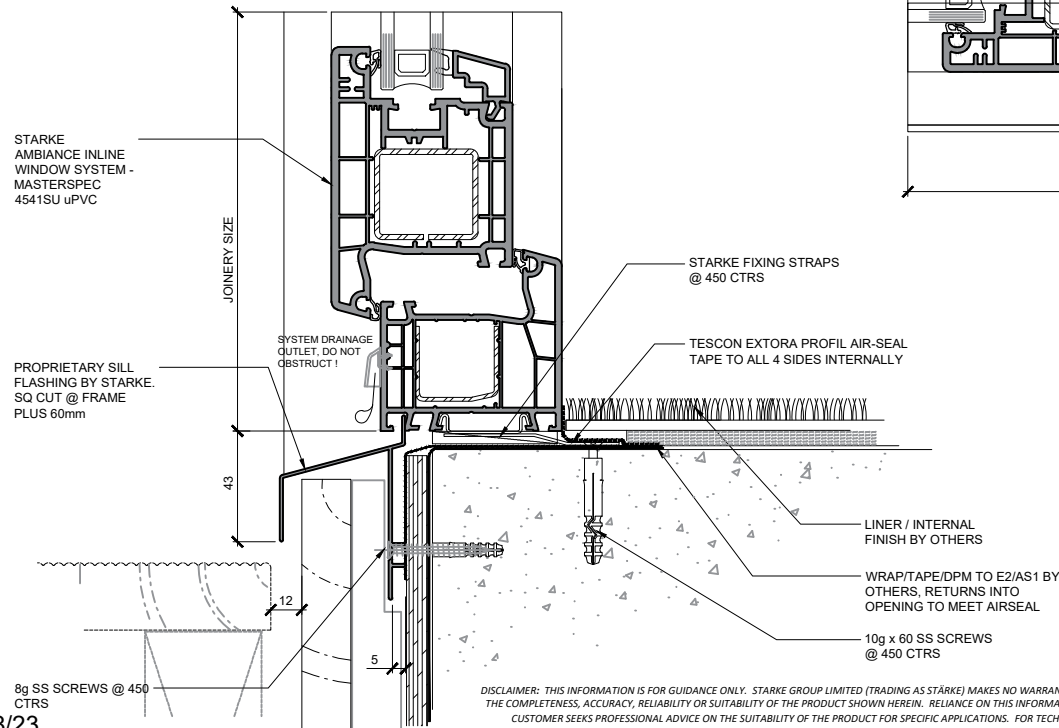 STARKE
AMBIANCE INLINE
WINDOW SYSTEM -
MASTERSPEC
4541SU uPVC
JOINERY SIZE
STARKE FIXING STRAPS
@ 450 CTRS
SYSTEM DRAINAGE
OUTLET, DO NOT
OBSTRUCT !
TESCON EXTORA PROFIL AIR-SEAL
TAPE TO ALL 4 SIDES INTERNALLY
PROPRIETARY SILL
FLASHING BY STARKE.
SQ CUT @ FRAME
PLUS 60mm
43
LINER / INTERNAL
FINISH BY OTHERS
WRAP/TAPE/DPM TO E2/AS1 BY
OTHERS, RETURNS INTO
OPENING TO MEET AIRSEAL
12
10g x 60 SS SCREWS
@ 450 CTRS
5
8g SS SCREWS @ 450
CTRS
3/23
DISCLAIMER: THIS INFORMATION IS FOR GUIDANCE ONLY. STARKE GROUP LIMITED (TRADING AS STÄRKE) MAKES NO WARRAN
THE COMPLETENESS, ACCURACY, RELIABILITY OR SUITABILITY OF THE PRODUCT SHOWN HEREIN. RELIANCE ON THIS INFORMA
CUSTOMER SEEKS PROFESSIONAL ADVICE ON THE SUITABILITY OF THE PRODUCT FOR SPECIFIC APPLICATIONS. FOR TECH